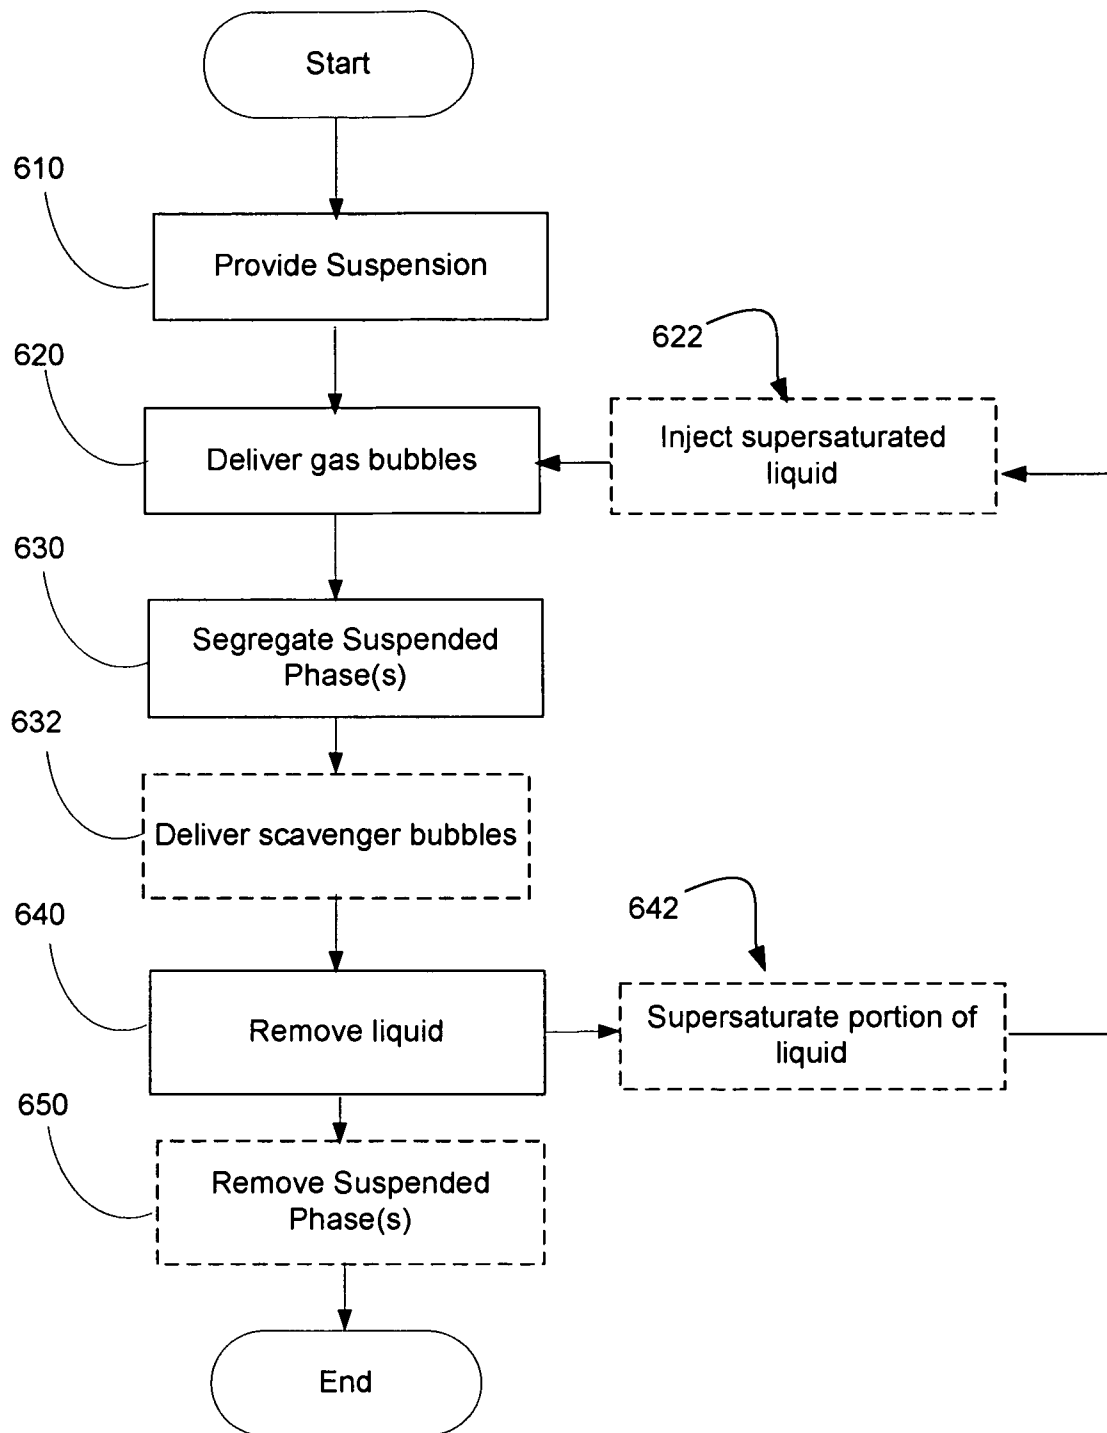 Start
610
Provide Suspension
620
Deliver gas bubbles
622
Inject supersaturated
liquid
630
Segregate Suspended
Phase(s)
632
Deliver scavenger bubbles
640
Remove liquid
642
Supersaturate portion of
liquid
650
Remove Suspended
Phase(s)
End